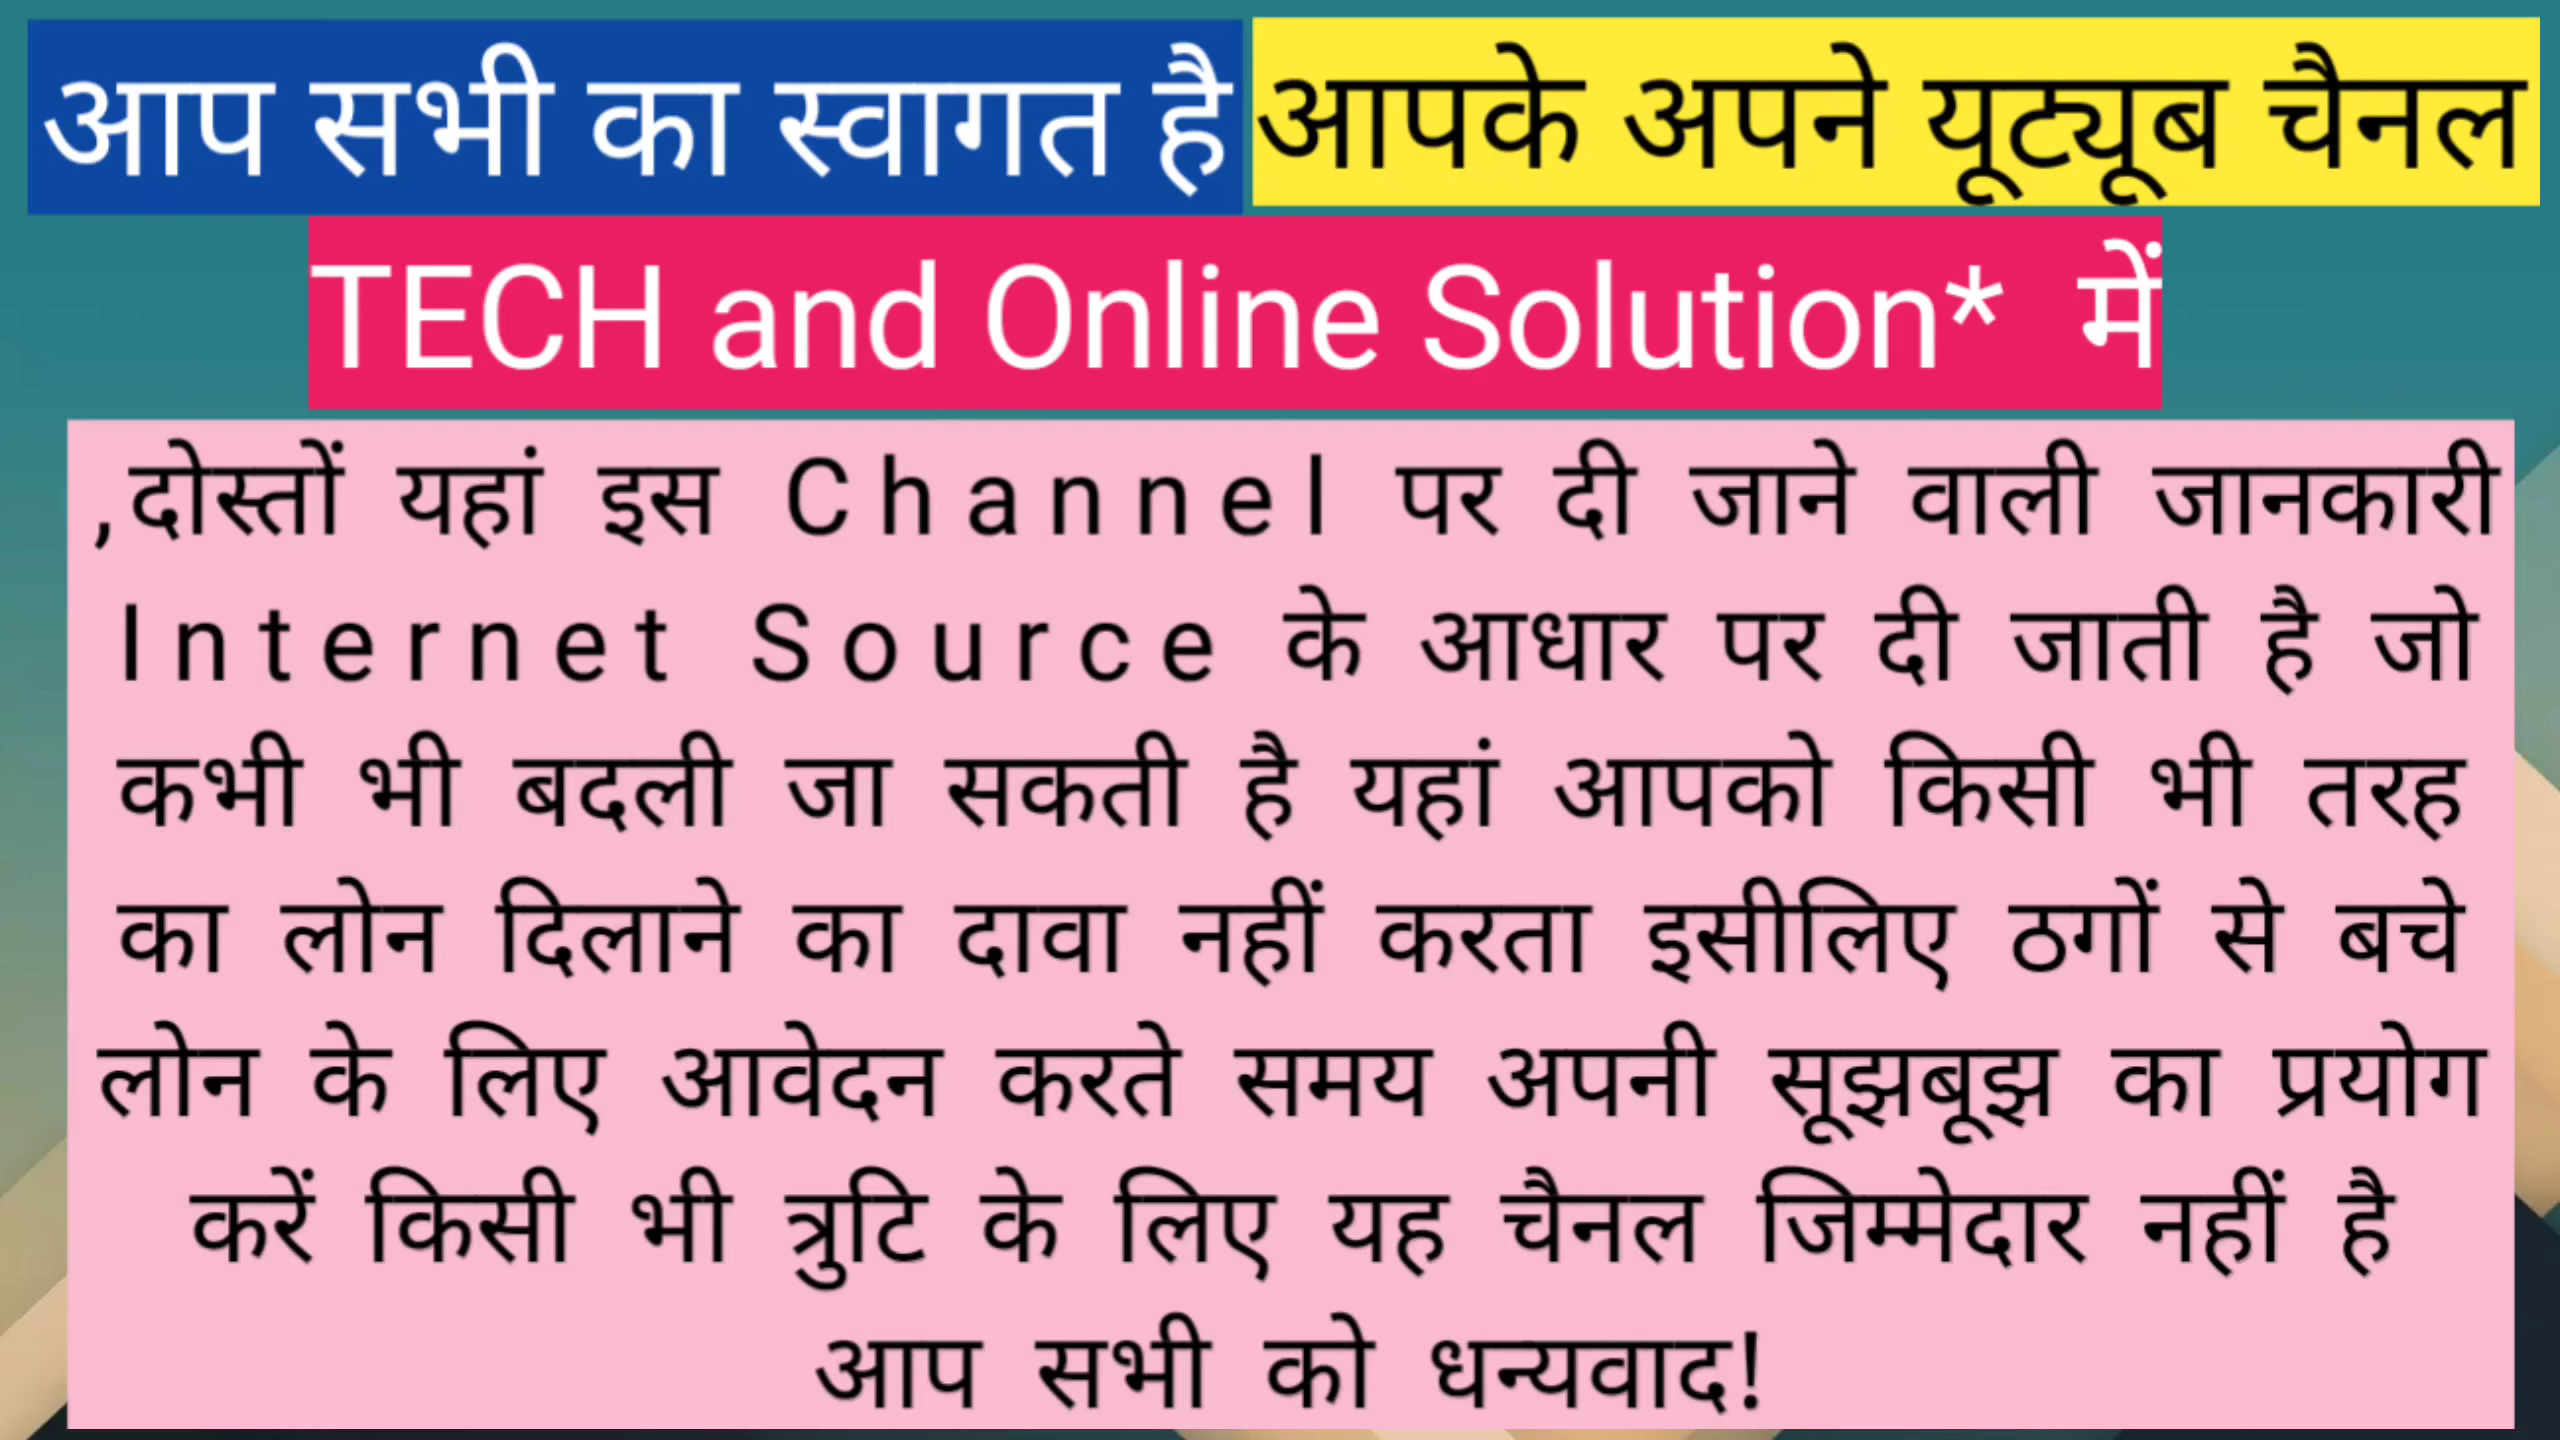 आप सभी का स्वागत है आपके अपने यूट्यूब चैनल
TECH and Online Solution* में
,दोस्तों यहां इस Channel पर दी जाने वाली जानकारी
Internet Source के आधार पर दी जाती है जो
कभी भी बदली जा सकती है यहां आपको किसी भी तरह
का लोन दिलाने का दावा नहीं करता इसीलिए ठगों से बचे
लोन के लिए आवेदन करते समय अपनी सूझबूझ का प्रयोग
करें किसी भी त्रुटि के लिए यह चैनल जिम्मेदार नहीं है
आप सभी को धन्यवाद!